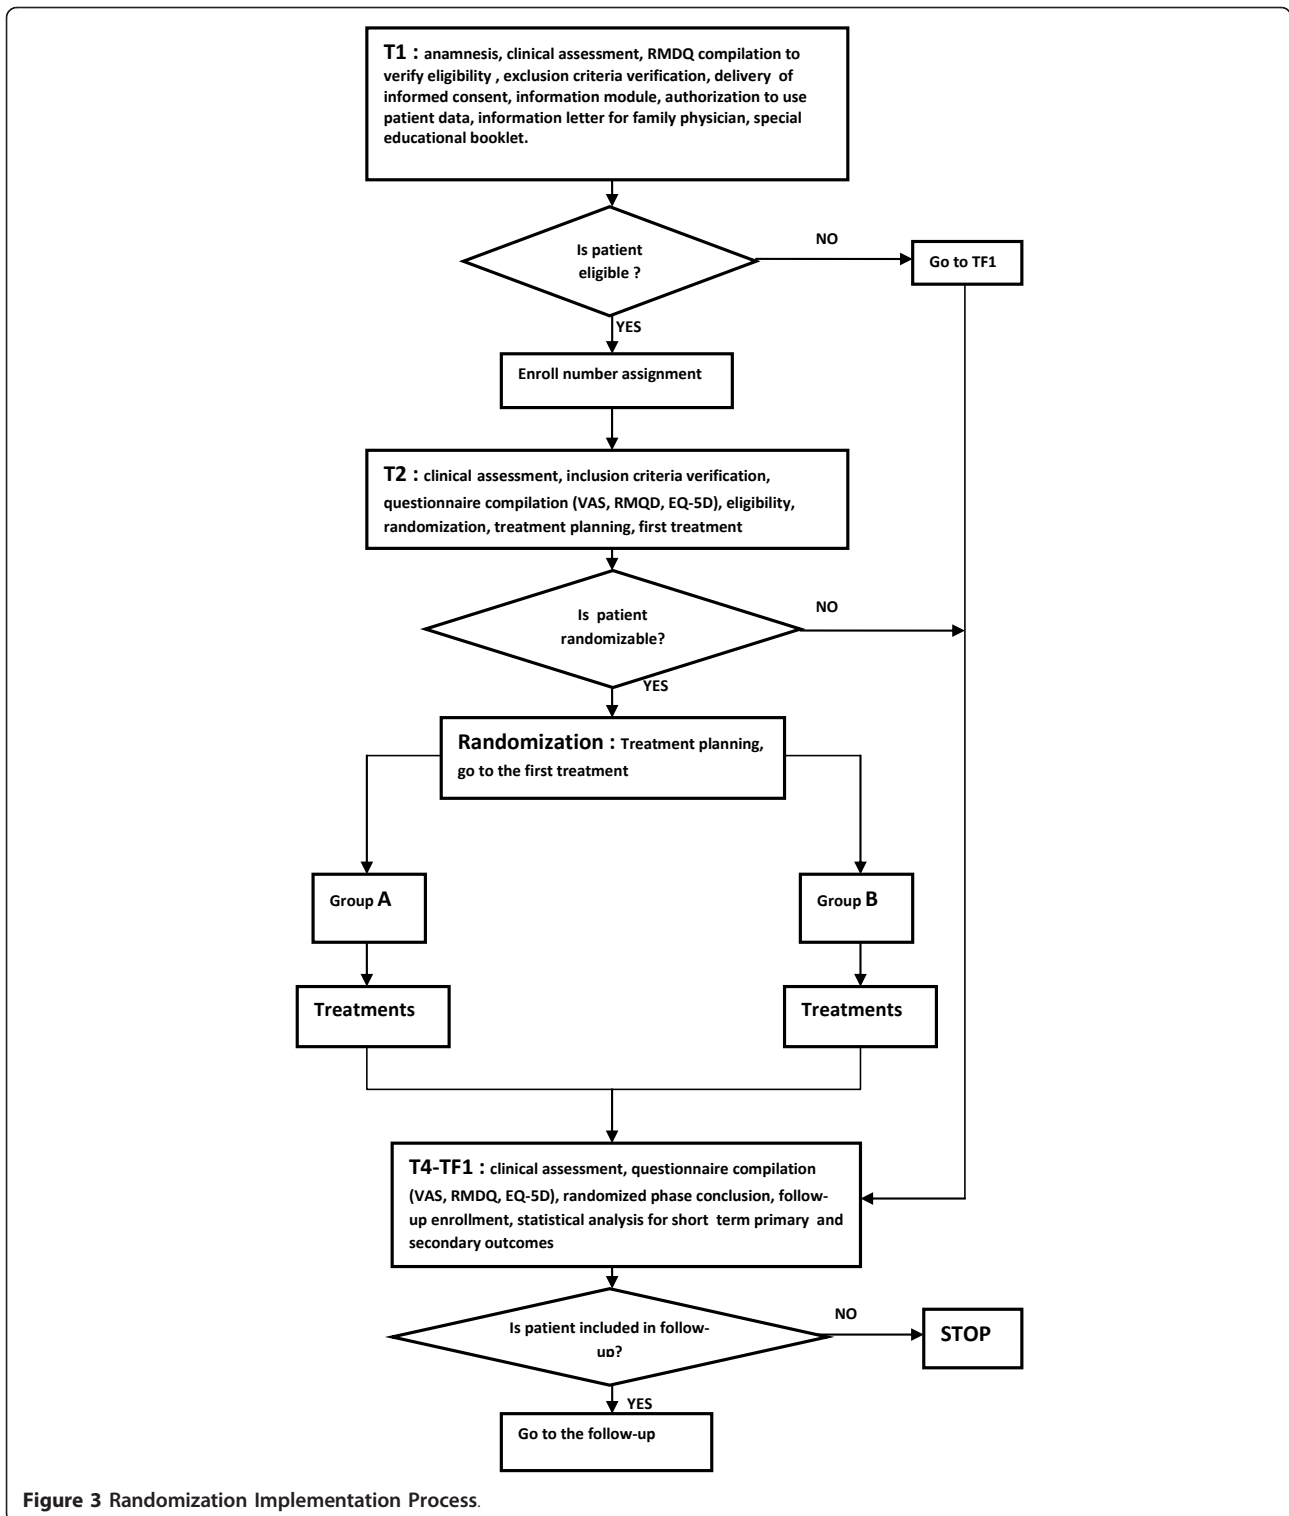 T1 : anamnesis, clinical assessment, RMDQ compilation to
verify eligibility , exclusion criteria verification, delivery of
informed consent, information module, authorization to use
patient data, information letter for family physician, special
educational booklet.
Is patient
eligible ?
NO
Go to TF1
YES
Enroll number assignment
T2 : clinical assessment, inclusion criteria verification,
questionnaire compilation (VAS, RMQD, EQ-5D), eligibility,
randomization, treatment planning, first treatment
Is patient
randomizable?
NO
YES
Randomization : Treatment planning,
go to the first treatment
Group A
Group B
Treatments
Treatments
T4-TF1 : clinical assessment, questionnaire compilation
(VAS, RMDQ, EQ-5D), randomized phase conclusion, follow-
up enrollment, statistical analysis for short term primary and
secondary outcomes
Is patient included in follow-
up?
NO
STOP
YES
Go to the follow-up
Figure 3 Randomization Implementation Process.